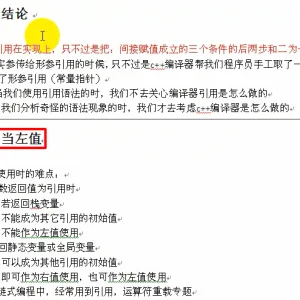 结论
引用在实现上，只不过是把：间接赋值成立的三个条件的后两步和二为一
实参传给形参引用的时候，只不过是c++编译器帮我们程序员手工取了一
了形参引用（常量指针）
当我们使用引用语法的时，我们不去关心编译器引用是怎么做的
我们分析奇怪的语法现象的时，我们才去考虑c++编译器是怎么做的
当左值
使用时的难点：
数返回值为引用时
若返回栈变量
不能成为其它引用的初始值
不能作为左值使用
回静态变量或全局变量
可以成为其他引用的初始值
即可作为右值使用，也可作为左值使用
链式编程中，经常用到引用，运算符重载专题